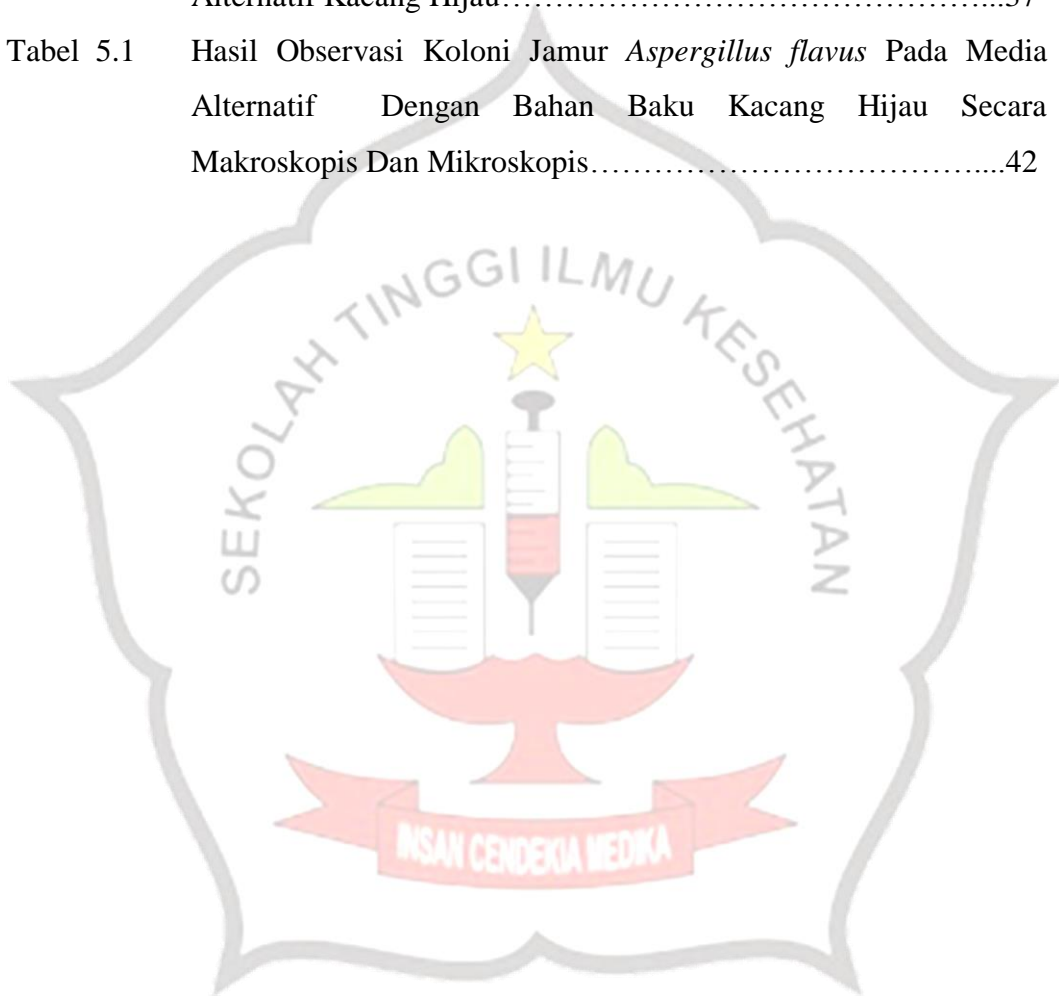 Alternatif Kacang Hijau……………………………………...37
Tabel 5.1 Hasil Observasi Koloni Jamur Aspergillus flavus Pada Media
Alternatif Dengan Bahan Baku Kacang Hijau Secara
Makroskopis Dan Mikroskopis………………………………....42
SEKOLAH TINGGI ILMU KESEHATAN
INSAN CENDEKIA MEDIKA